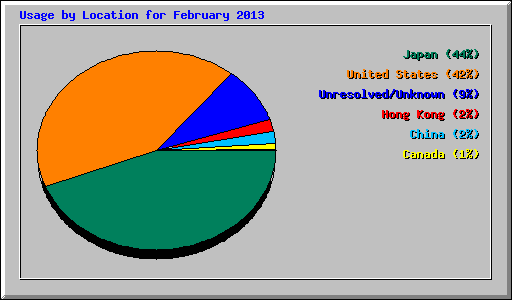 Usage by Location for February 2013
Japan (44%)
United States (42%)
Unresolved/Unknown (9%)
Hong Kong (2%)
China (2%)
Canada (1%)